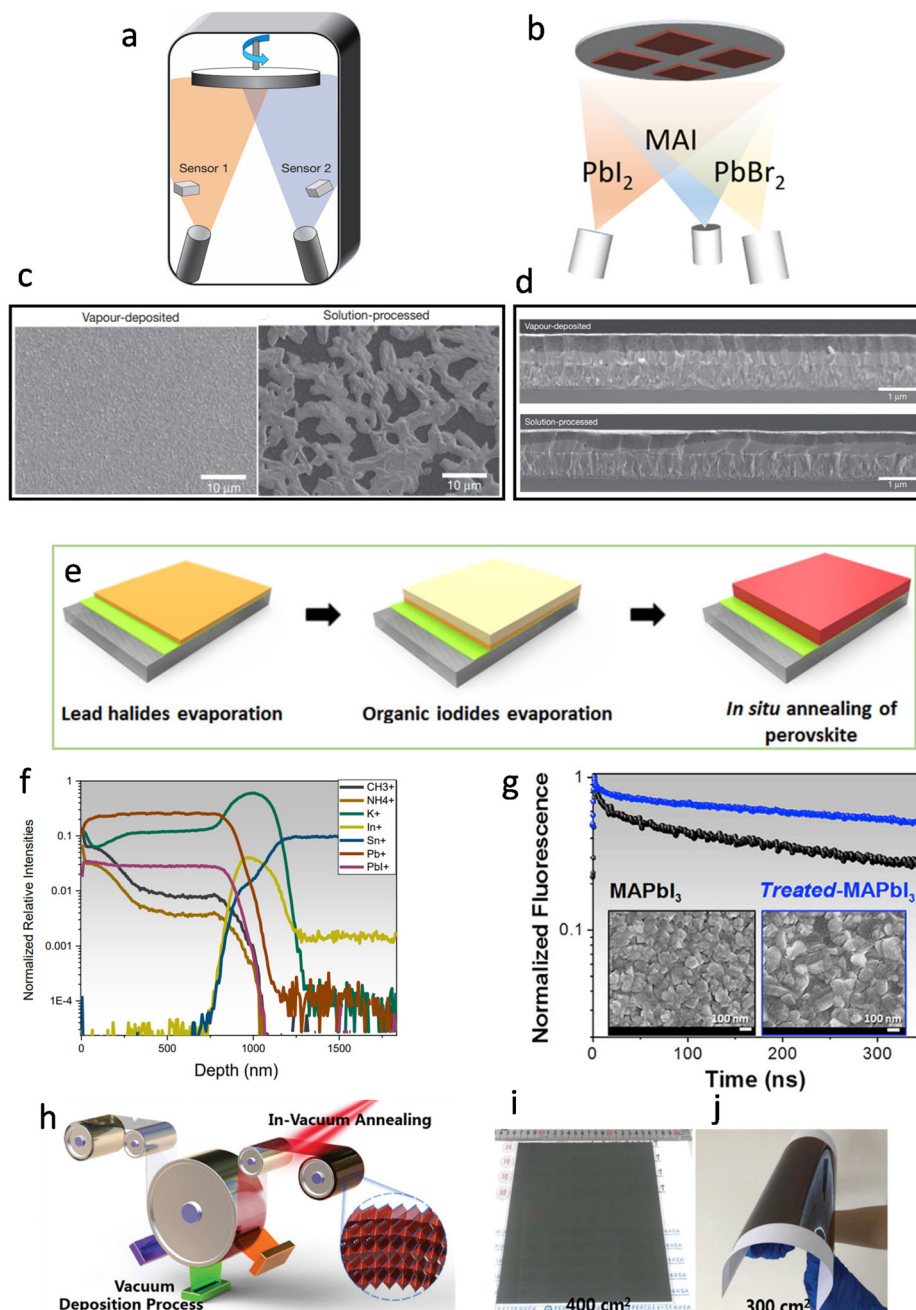 a
Sensor 1
Sensor 2
b
MAI
PbI2
PbBr2
c
Vapour-deposited
Solution-processed
10 μm
10 μm
d
Vapour-deposited
1 μm
Solution-processed
1 μm
e
Lead halides evaporation
Organic iodides evaporation
In situ annealing of
perovskite
f
Normalized Relative Intensities
1
0.1
0.01
0.001
1E-4
0
500
1000
1500
Depth (nm)
CH3+
NH4+
K+
In+
Sn+
Pb+
PbI+
g
Normalized Fluorescence
1
0.1
MAPbI3
Treated-MAPbI3
100 nm
100 nm
0
100
200
300
Time (ns)
h
In-Vacuum Annealing
Vacuum
Deposition Process
i
400 cm2
j
300 cm2